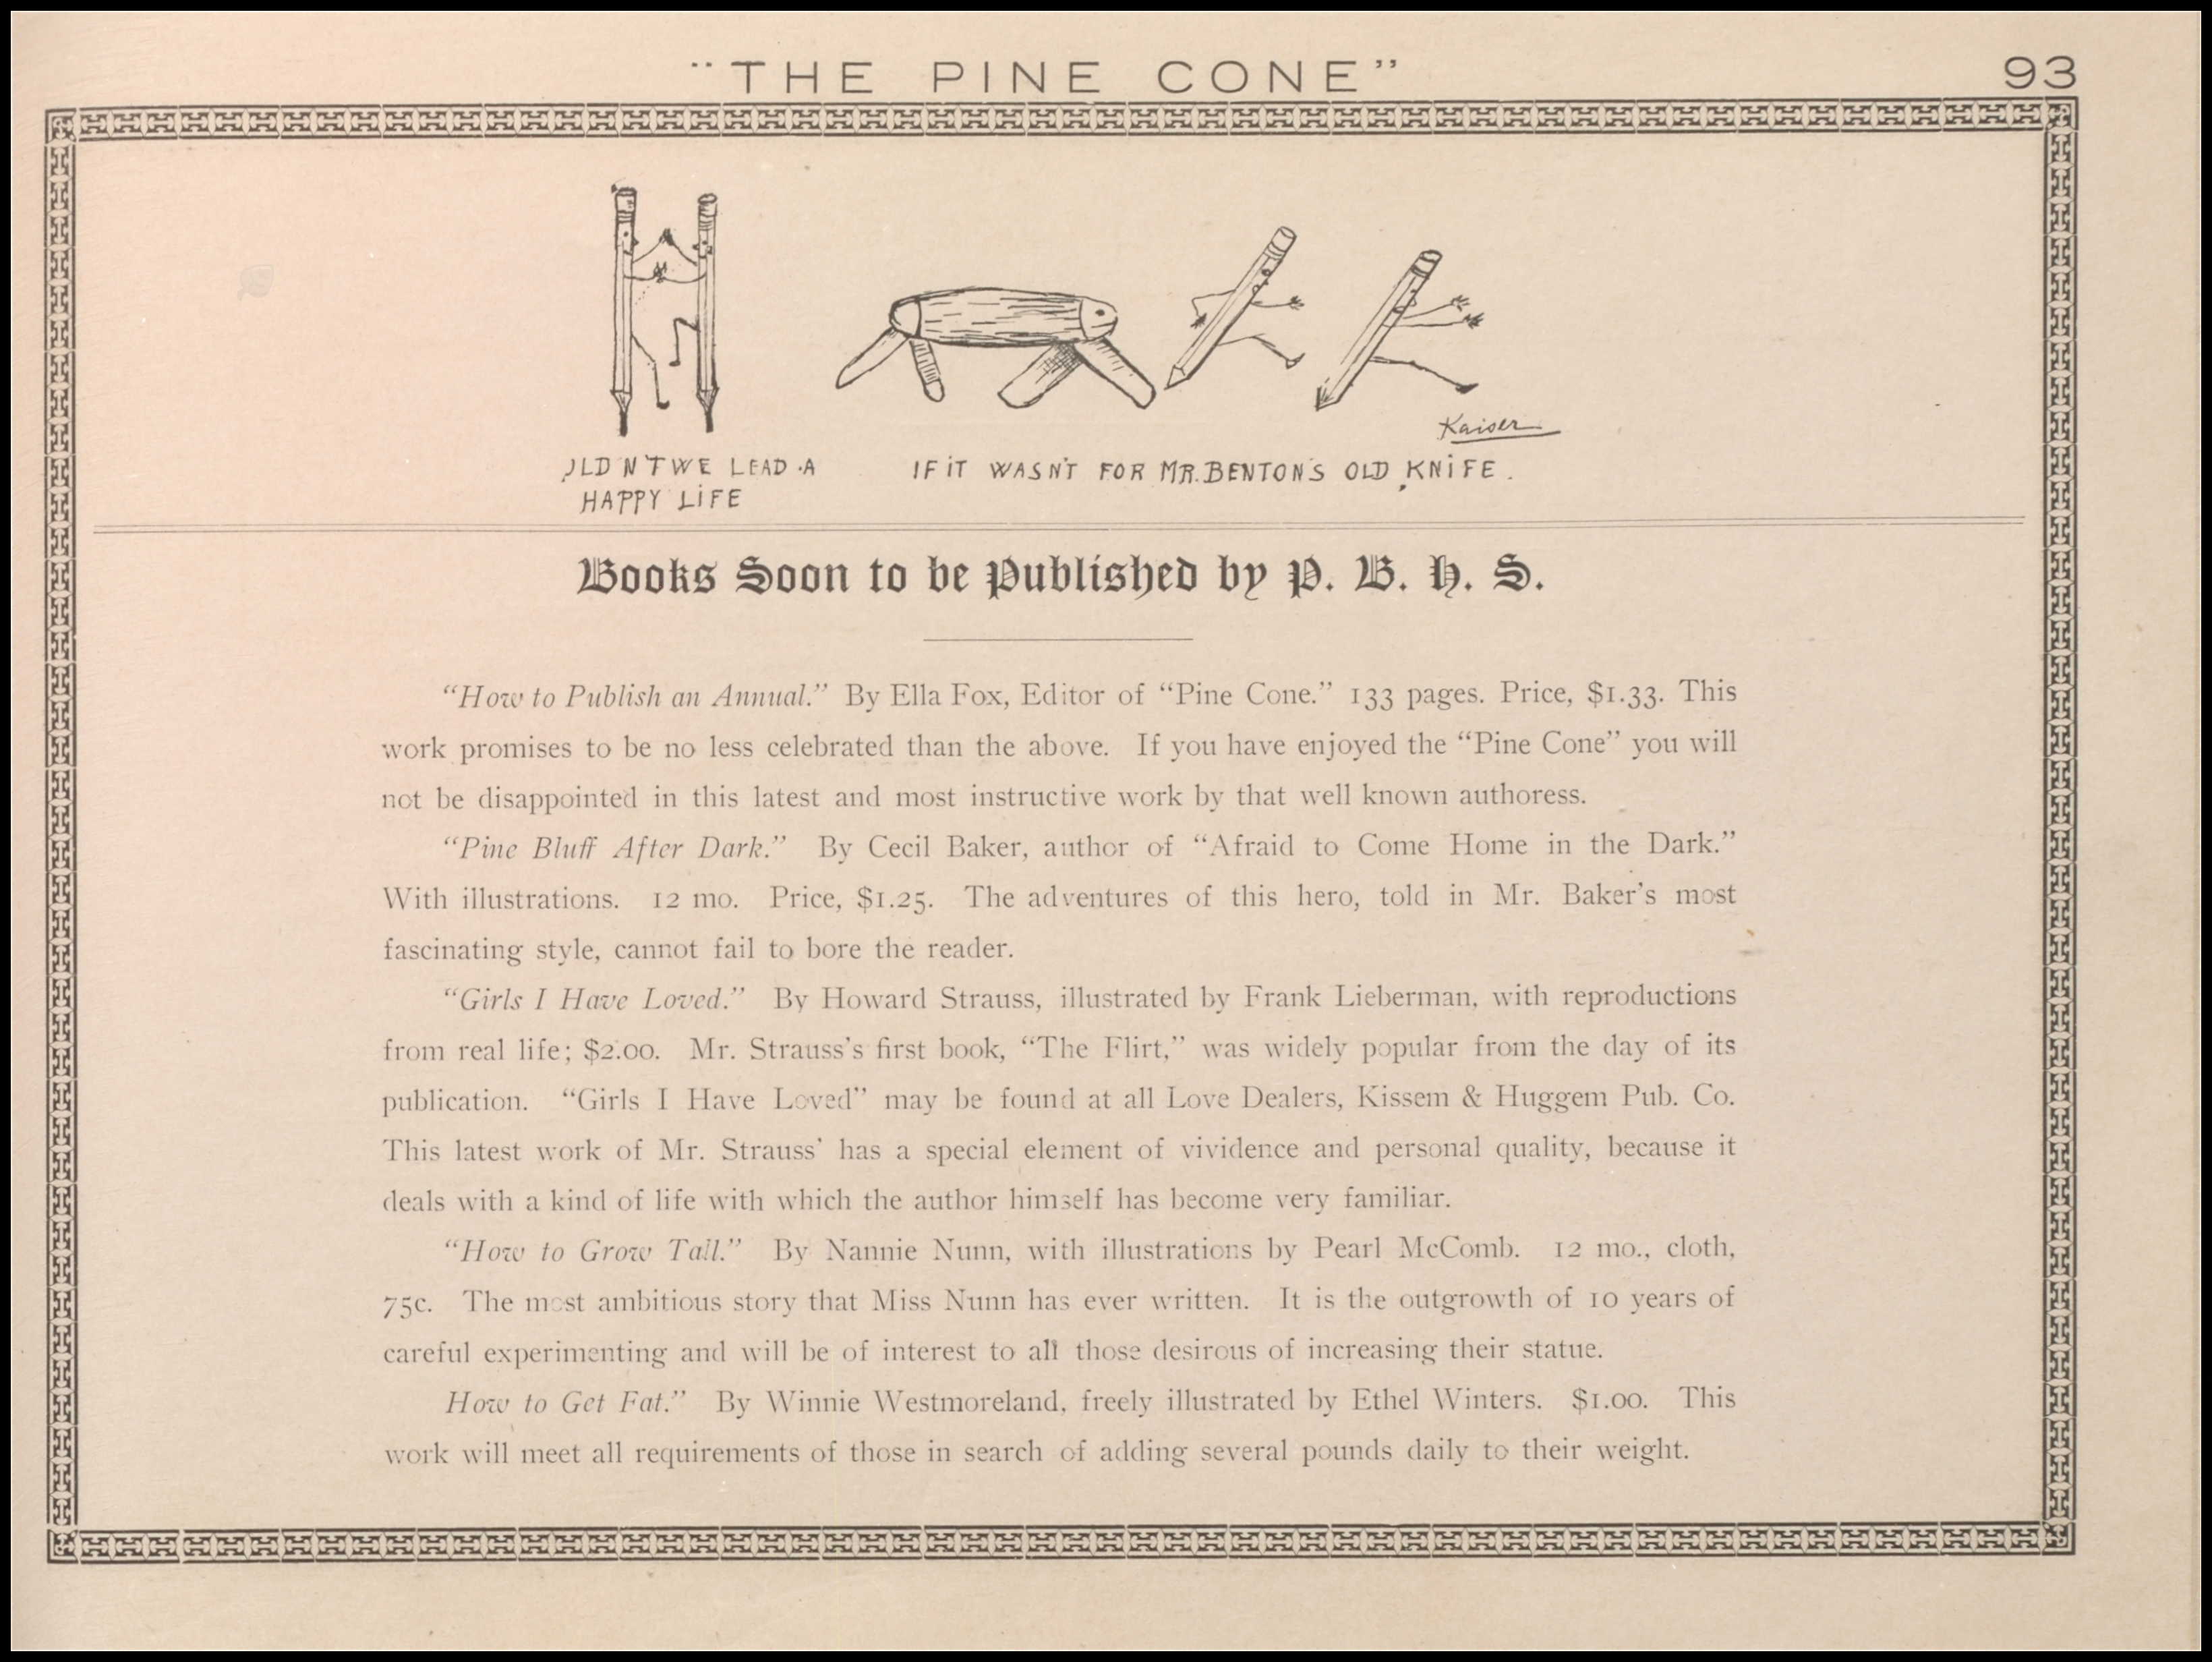 "THE PINE CONE"
93
Kaiser
LDN'T WE LEAD A
HAPPY LIFE
IF IT WASN'T FOR MR. BENTON'S OLD KNIFE.
Books Soon to be Published by P. B. H. S.
"How to Publish an Annual." By Ella Fox, Editor of "Pine Cone." 133 pages. Price, $1.33. This
work promises to be no less celebrated than the above. If you have enjoyed the "Pine Cone" you will
not be disappointed in this latest and most instructive work by that well known authoress.
"Pine Bluff After Dark." By Cecil Baker, author of "Afraid to Come Home in the Dark."
With illustrations. 12 mo. Price, $1.25. The adventures of this hero, told in Mr. Baker's most
fascinating style, cannot fail to bore the reader.
"Girls I Have Loved." By Howard Strauss, illustrated by Frank Lieberman, with reproductions
from real life; $2.00. Mr. Strauss's first book, "The Flirt," was widely popular from the day of its
publication. "Girls I Have Loved" may be found at all Love Dealers, Kissem & Huggem Pub. Co.
This latest work of Mr. Strauss' has a special element of vividence and personal quality, because it
deals with a kind of life with which the author himself has become very familiar.
"How to Grow Tall." By Nannie Nunn, with illustrations by Pearl McComb. 12 mo., cloth,
75c. The most ambitious story that Miss Nunn has ever written. It is the outgrowth of 10 years of
careful experimenting and will be of interest to all those desirous of increasing their statue.
How to Get Fat." By Winnie Westmoreland, freely illustrated by Ethel Winters. $1.00. This
work will meet all requirements of those in search of adding several pounds daily to their weight.